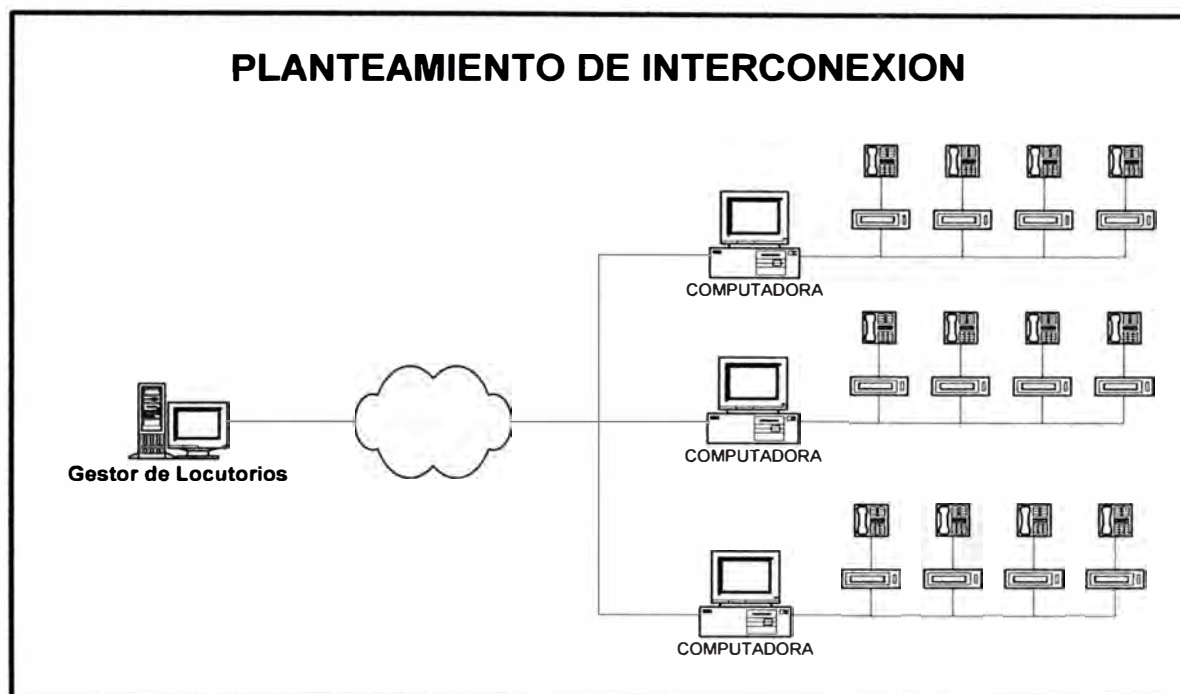 PLANTEAMIENTO DE INTERCONEXION
COMPUTADORA
COMPUTADORA
Gestor de Locutorios
COMPUTADORA